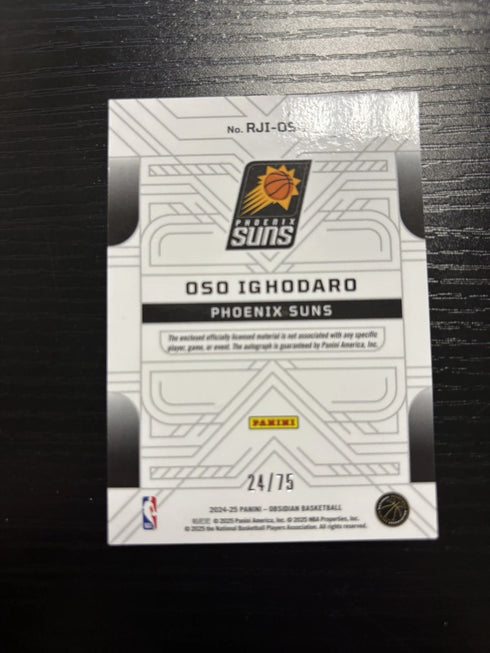 No. RJI-OS
PHOENIX
SUNS
OSO IGHODARO
PHOENIX SUNS
The enclosed officially licensed material is not associated with any specific
player, game, or event. The autograph is guaranteed by Panini America, Inc.
PANINI
24/75
2024-25 PANINI - OBSIDIAN BASKETBALL
© 2025 Panini America, Inc. © 2025 NBA Properties, Inc.
© 2025 the National Basketball Players Association. All rights reserved.